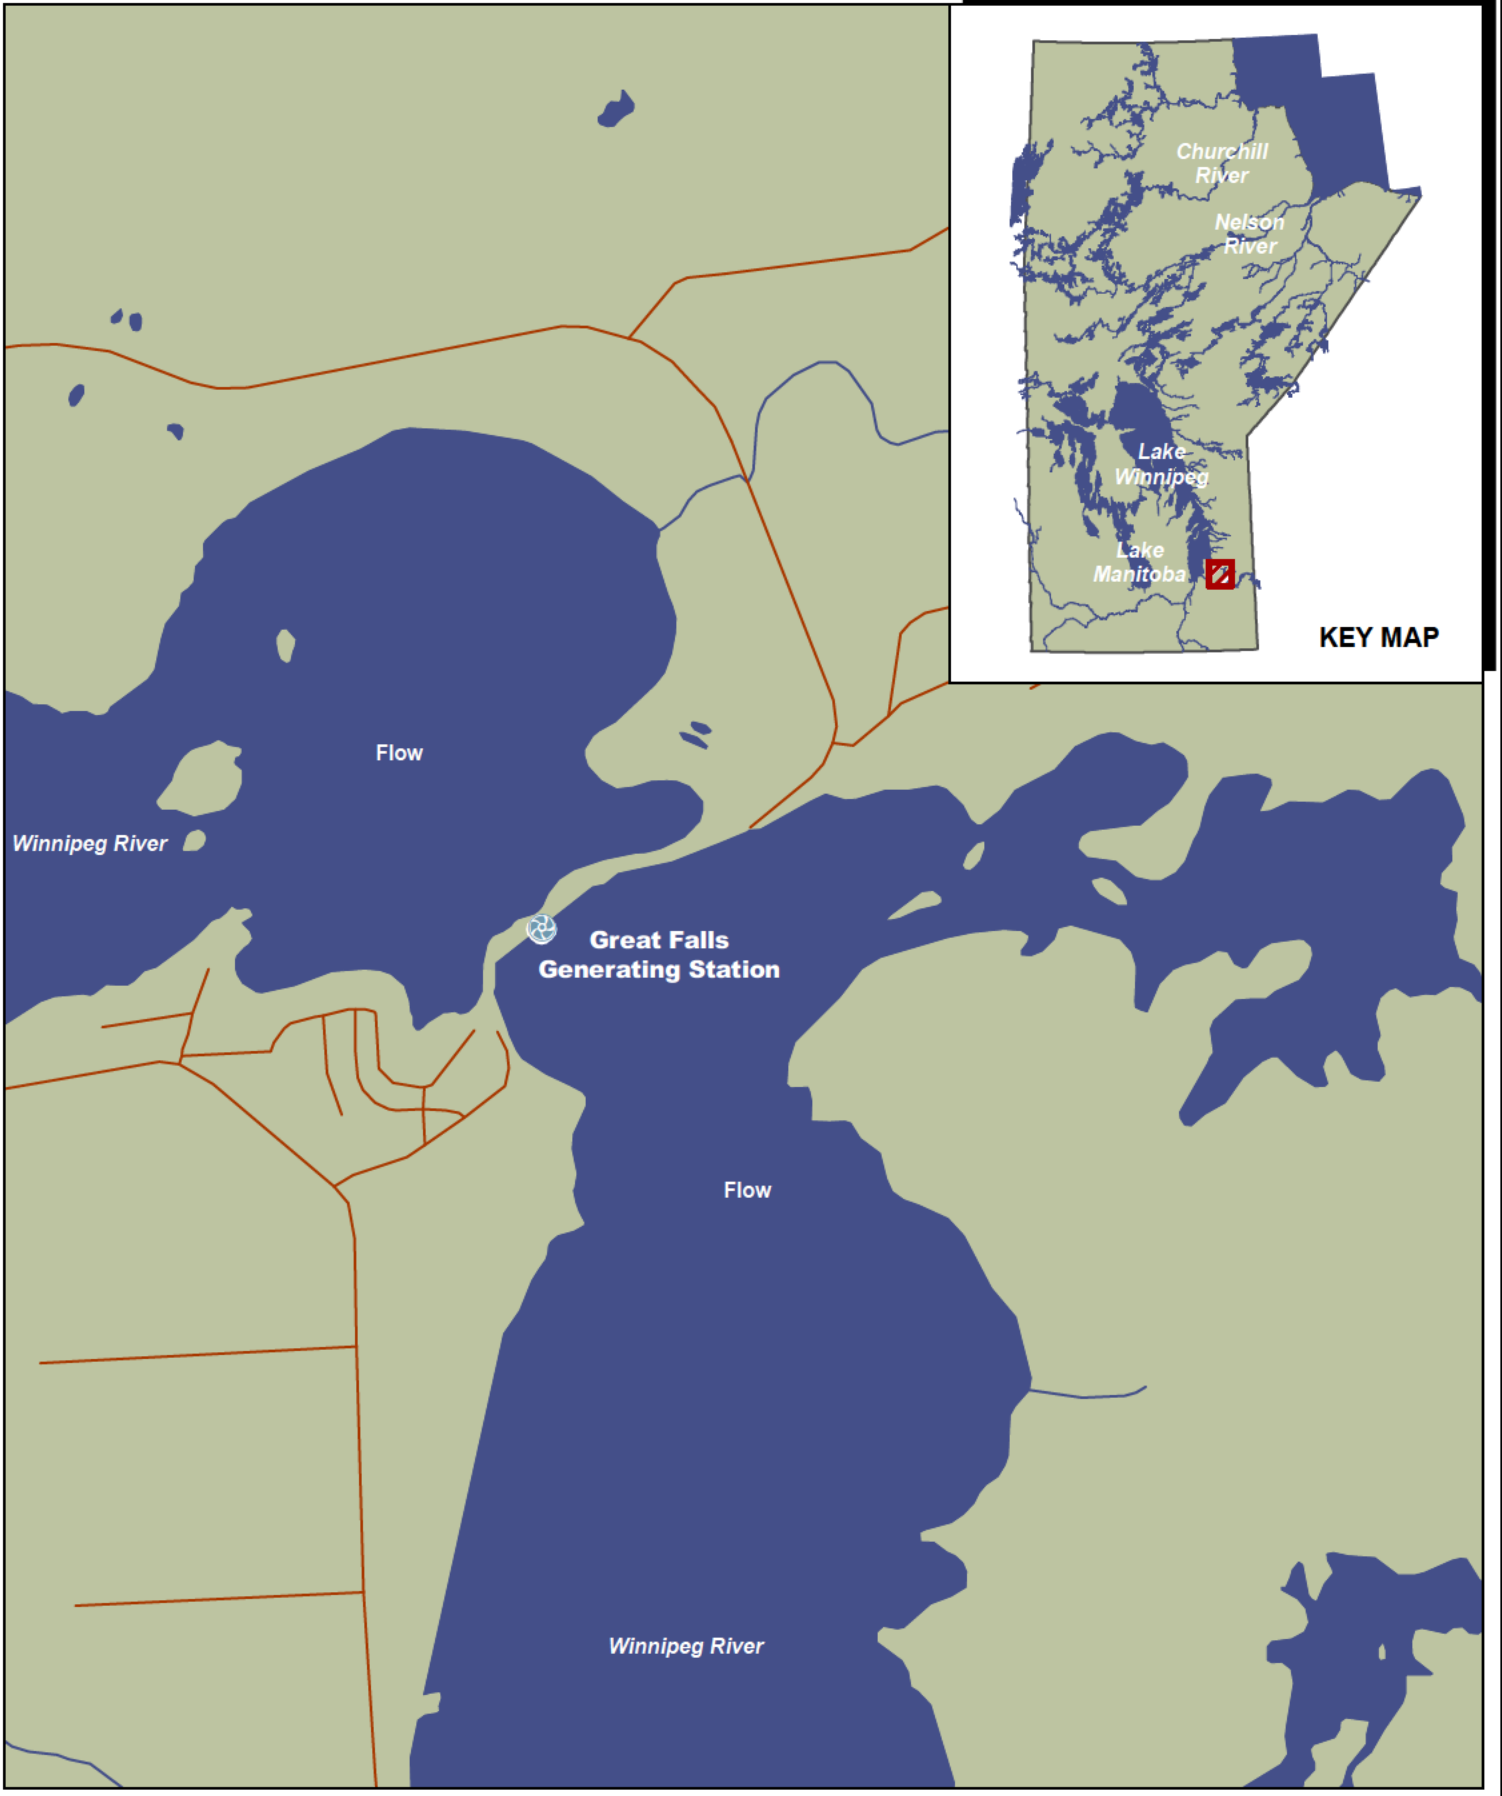 Churchill
River
Nelson
River
Lake
Winnipeg
Lake
Manitoba
KEY MAP
Flow
Winnipeg River
Great Falls
Generating Station
Flow
Winnipeg River